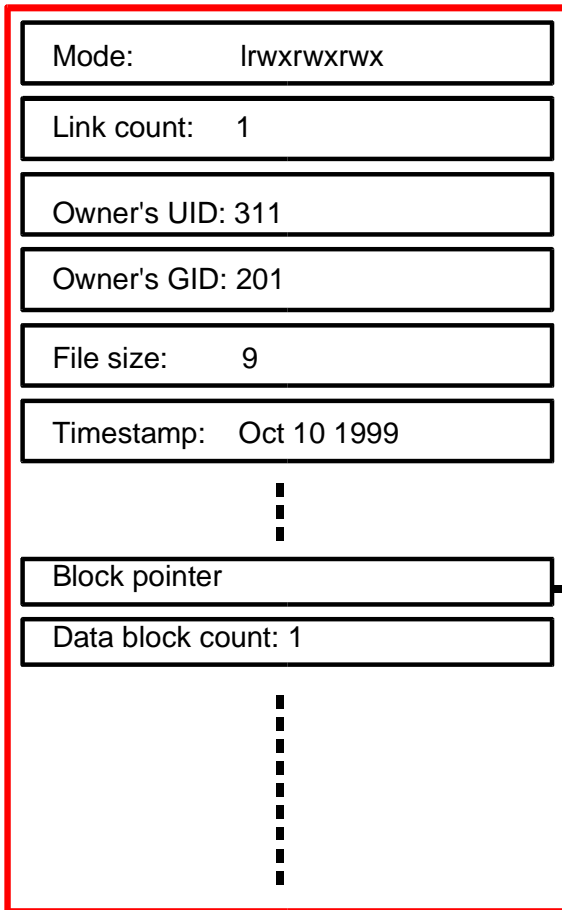 Mode: lrwxrwxrwx
Link count: 1
Owner's UID: 311
Owner's GID: 201
File size: 9
Timestamp: Oct 10 1999
Block pointer
Data block count: 1